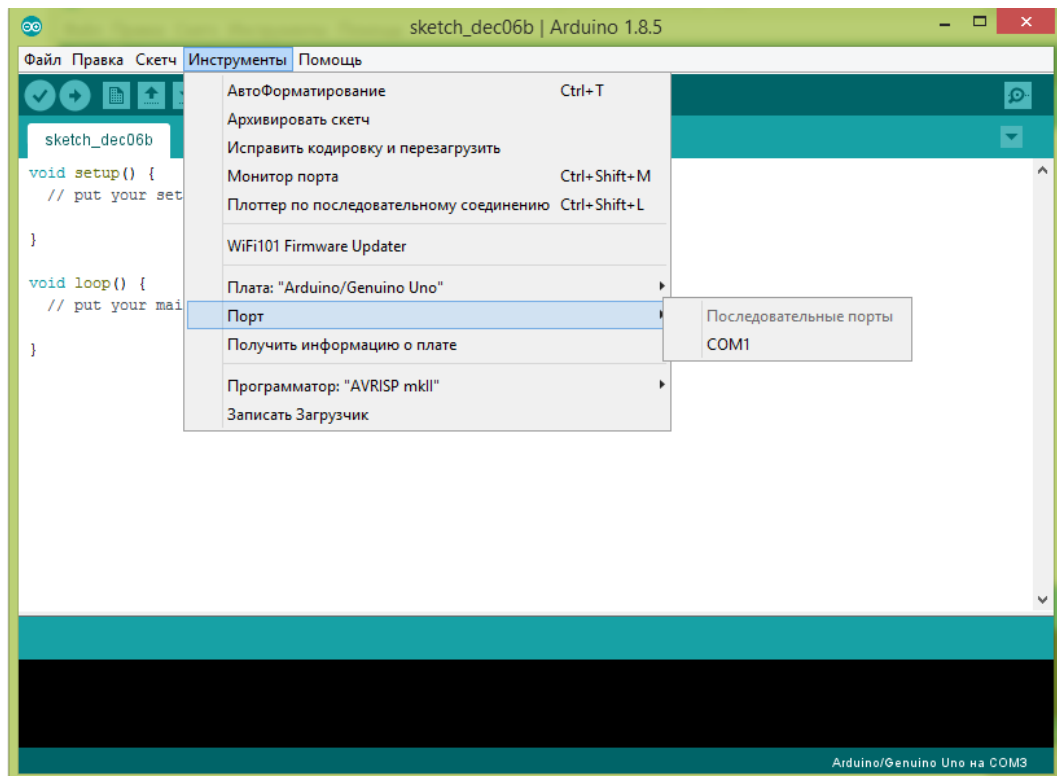 sketch_dec06b | Arduino 1.8.5
Файл Правка Скетч Инструменты Помощь
АвтоФорматирование Ctrl+T
Архивировать скетч
sketch_dec06b
Исправить кодировку и перезагрузить
void setup() {
Монитор порта Ctrl+Shift+M
// put your set
Плоттер по последовательному соединению Ctrl+Shift+L
}
WiFi101 Firmware Updater
void loop() {
Плата: "Arduino/Genuino Uno"
// put your mai
Порт
Последовательные порты
}
Получить информацию о плате
COM1
Программатор: "AVRISP mkII"
Записать Загрузчик
Arduino/Genuino Uno на COM3